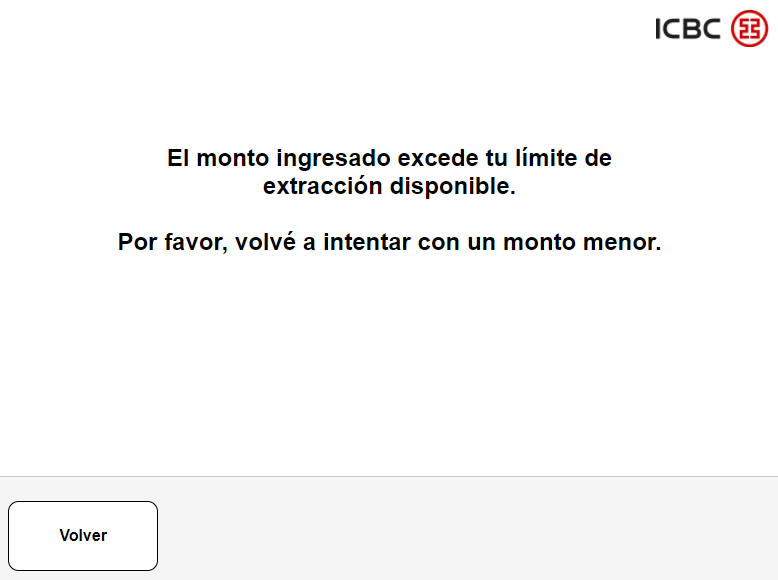 ICBC
El monto ingresado excede tu límite de
extracción disponible.
Por favor, volvé a intentar con un monto menor.
Volver